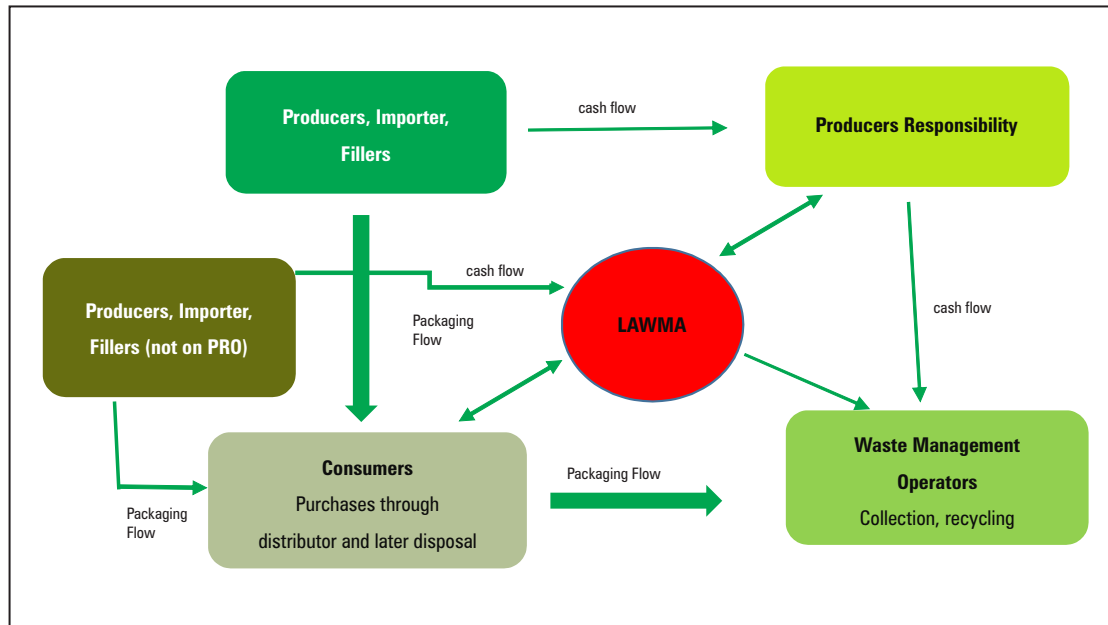 Producers, Importer,
Fillers
cash flow
Producers Responsibility
Producers, Importer,
Fillers (not on PRO)
cash flow
Packaging
Flow
LAWMA
cash flow
Packaging
Flow
Consumers
Purchases through
distributor and later disposal
Packaging Flow
Waste Management
Operators
Collection, recycling